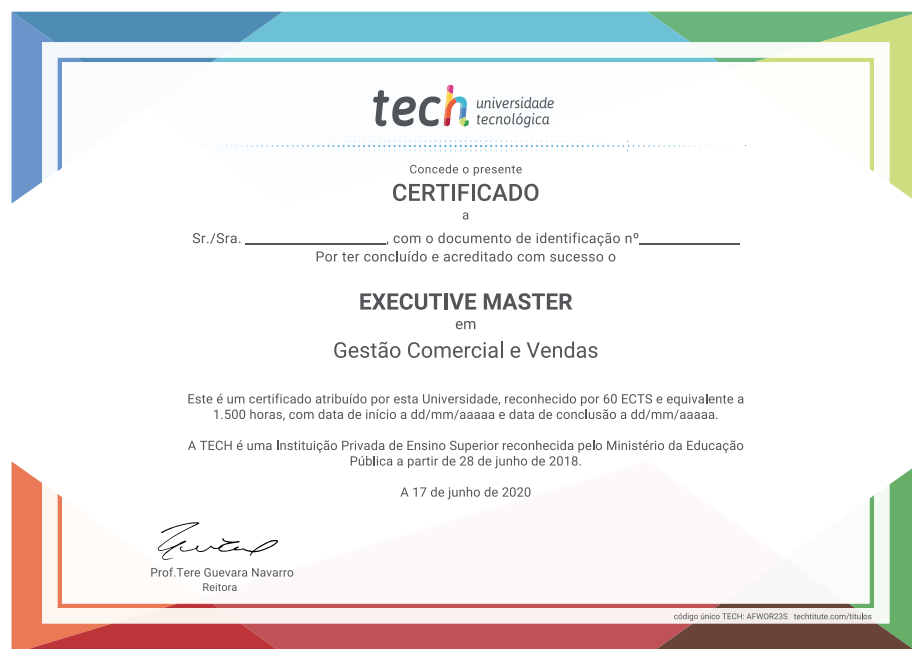 tech universidade
tecnológica
Concede o presente
CERTIFICADO
a
Sr./Sra. ________________, com o documento de identificação nº____________
Por ter concluído e acreditado com sucesso o
EXECUTIVE MASTER
em
Gestão Comercial e Vendas
Este é um certificado atribuído por esta Universidade, reconhecido por 60 ECTS e equivalente a
1.500 horas, com data de início a dd/mm/aaaaa e data de conclusão a dd/mm/aaaaa.
A TECH é uma Instituição Privada de Ensino Superior reconhecida pelo Ministério da Educação
Pública a partir de 28 de junho de 2018.
A 17 de junho de 2020
Prof.Tere Guevara Navarro
Reitora
código único TECH: AFWOR23S techtitute.com/titulos